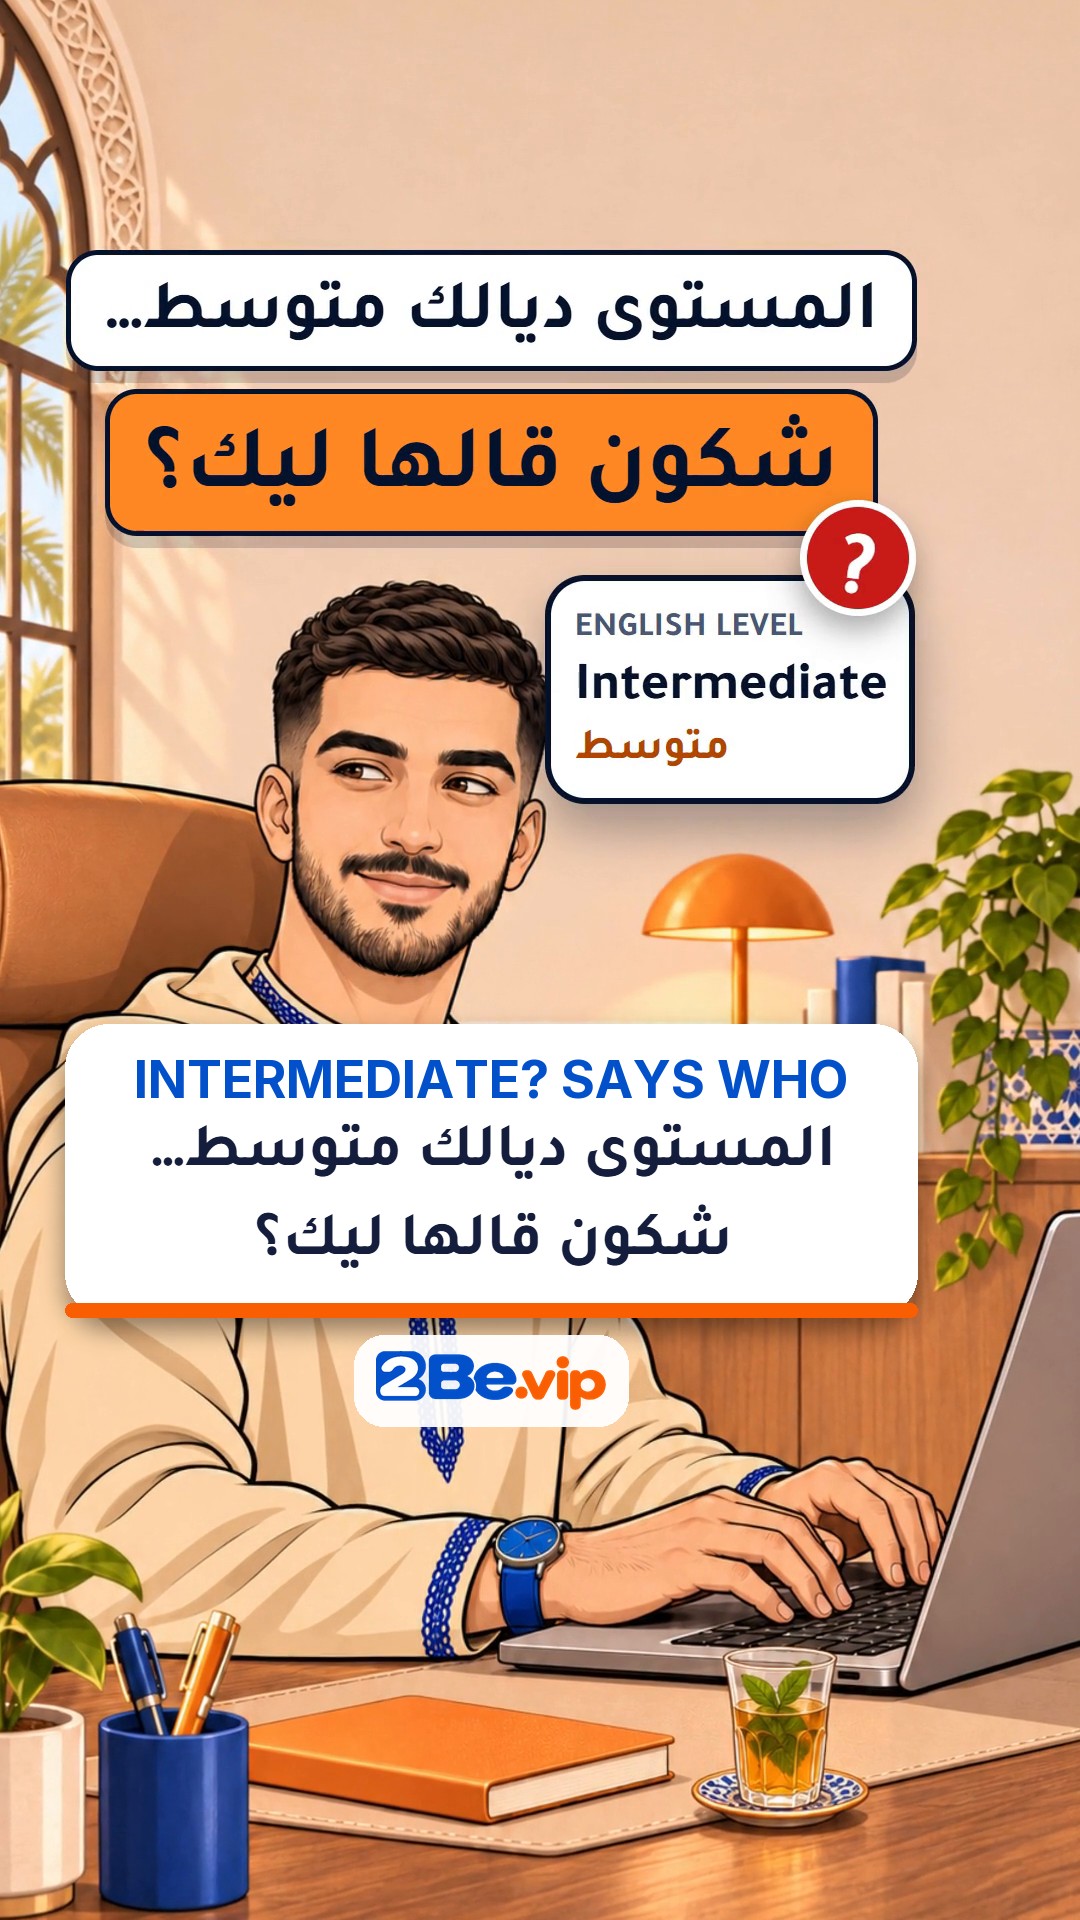 المستوى ديالك متوسط...
شكون قالها ليك؟
?
ENGLISH LEVEL
Intermediate
متوسط
INTERMEDIATE? SAYS WHO
المستوى ديالك متوسط...
شكون قالها ليك؟
2Be.vip